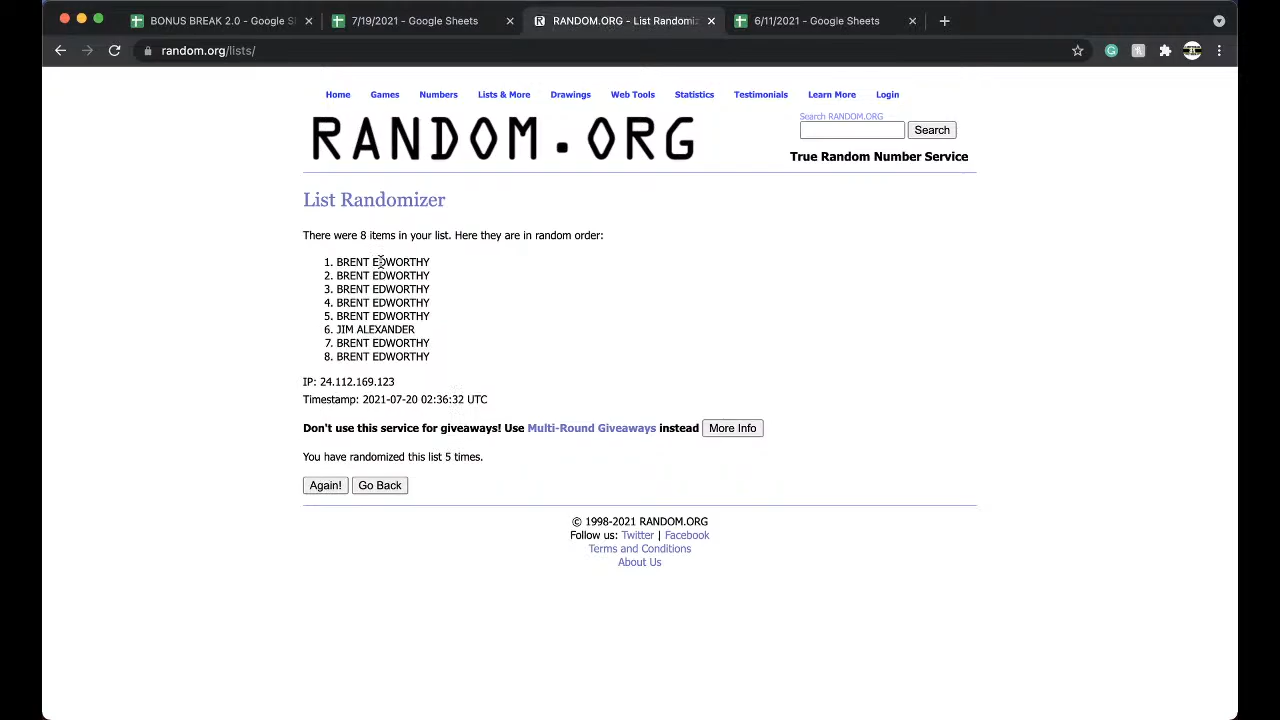 BONUS BREAK 2.0 - Google S
7/19/2021 - Google Sheets
RANDOM.ORG - List Randomiz
6/11/2021 - Google Sheets
random.org/lists/
Home Games Numbers Lists & More Drawings Web Tools Statistics Testimonials Learn More Login
RANDOM.ORG
Search RANDOM.ORG
Search
True Random Number Service
List Randomizer
There were 8 items in your list. Here they are in random order:
1. BRENT EDWORTHY
2. BRENT EDWORTHY
3. BRENT EDWORTHY
4. BRENT EDWORTHY
5. BRENT EDWORTHY
6. JIM ALEXANDER
7. BRENT EDWORTHY
8. BRENT EDWORTHY
IP: 24.112.169.123
Timestamp: 2021-07-20 02:36:32 UTC
Don't use this service for giveaways! Use Multi-Round Giveaways instead More Info
You have randomized this list 5 times.
Again! Go Back
© 1998-2021 RANDOM.ORG
Follow us: Twitter | Facebook
Terms and Conditions
About Us